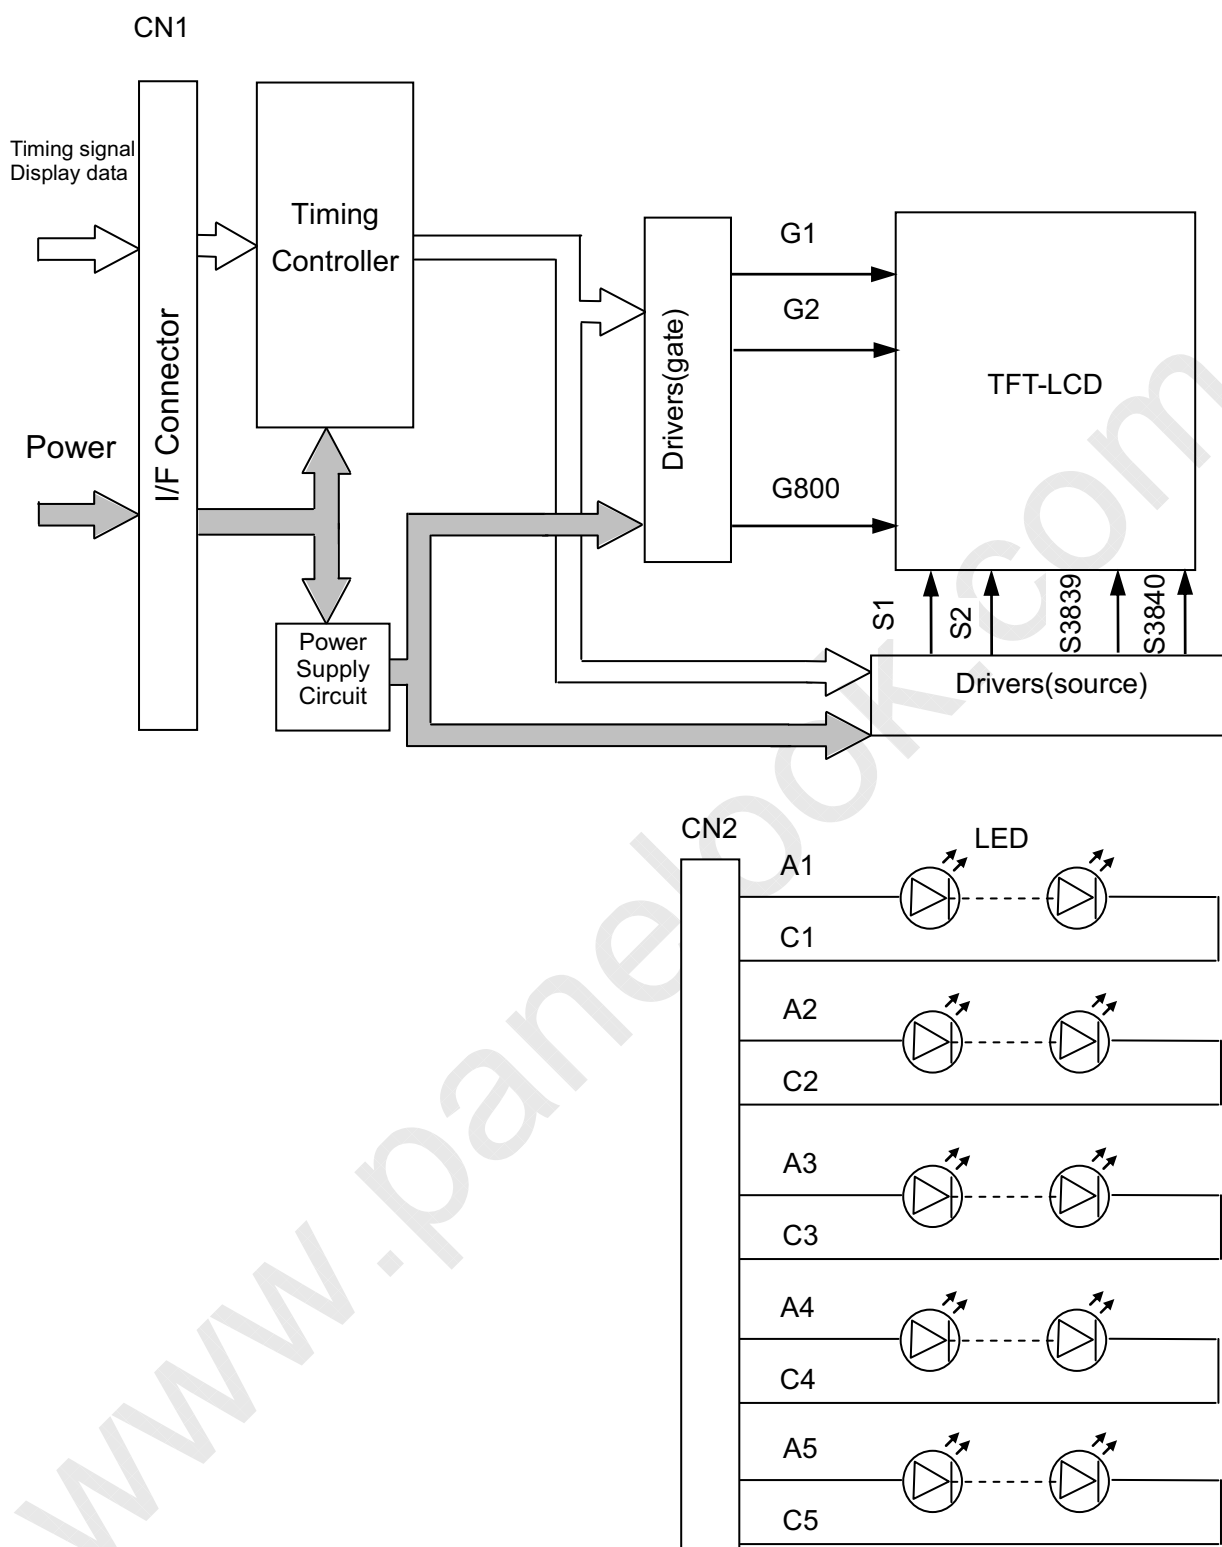 CN1
Timing signal
Display data
Power
I/F Connector
Timing
Controller
Power
Supply
Circuit
Drivers(gate)
G1
G2
G800
TFT-LCD
S1
S2
S3839
S3840
Drivers(source)
CN2
LED
A1
C1
A2
C2
A3
C3
A4
C4
A5
C5
www.panelook.com